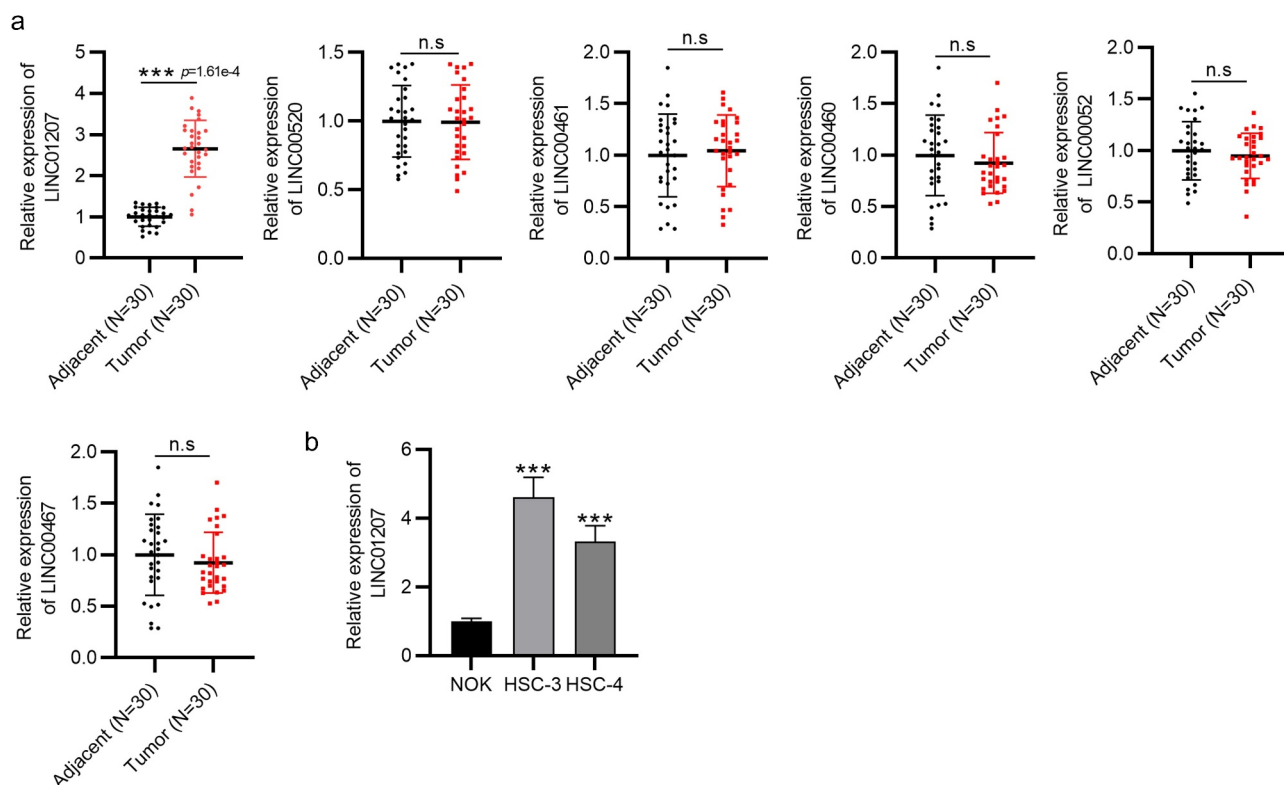 a
Relative expression of
LINC01207
5
4
3
2
1
0
*** p=1.61e-4
Adjacent (N=30)
Tumor (N=30)
Relative expression
of LINC00520
1.5
1.0
0.5
0.0
n.s
Adjacent (N=30)
Tumor (N=30)
Relative expression
of LINC00461
2.0
1.5
1.0
0.5
0.0
n.s
Adjacent (N=30)
Tumor (N=30)
Relative expression
of LINC00460
2.0
1.5
1.0
0.5
0.0
n.s
Adjacent (N=30)
Tumor (N=30)
Relative expression
of LINC00052
2.0
1.5
1.0
0.5
0.0
n.s
Adjacent (N=30)
Tumor (N=30)
Relative expression
of LINC00467
2.0
1.5
1.0
0.5
0.0
n.s
Adjacent (N=30)
Tumor (N=30)
b
Relative expression of
LINC01207
6
4
2
0
***
***
NOK HSC-3 HSC-4